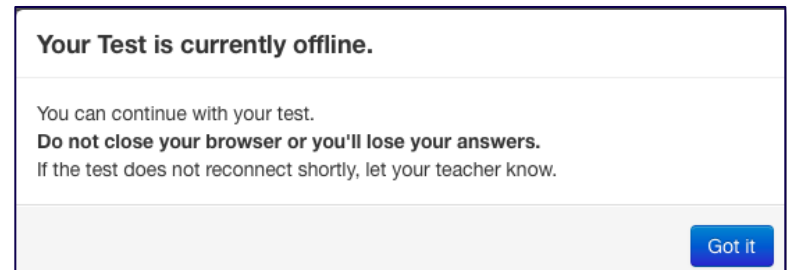 Your Test is currently offline.
You can continue with your test.
Do not close your browser or you'll lose your answers.
If the test does not reconnect shortly, let your teacher know.
Got it